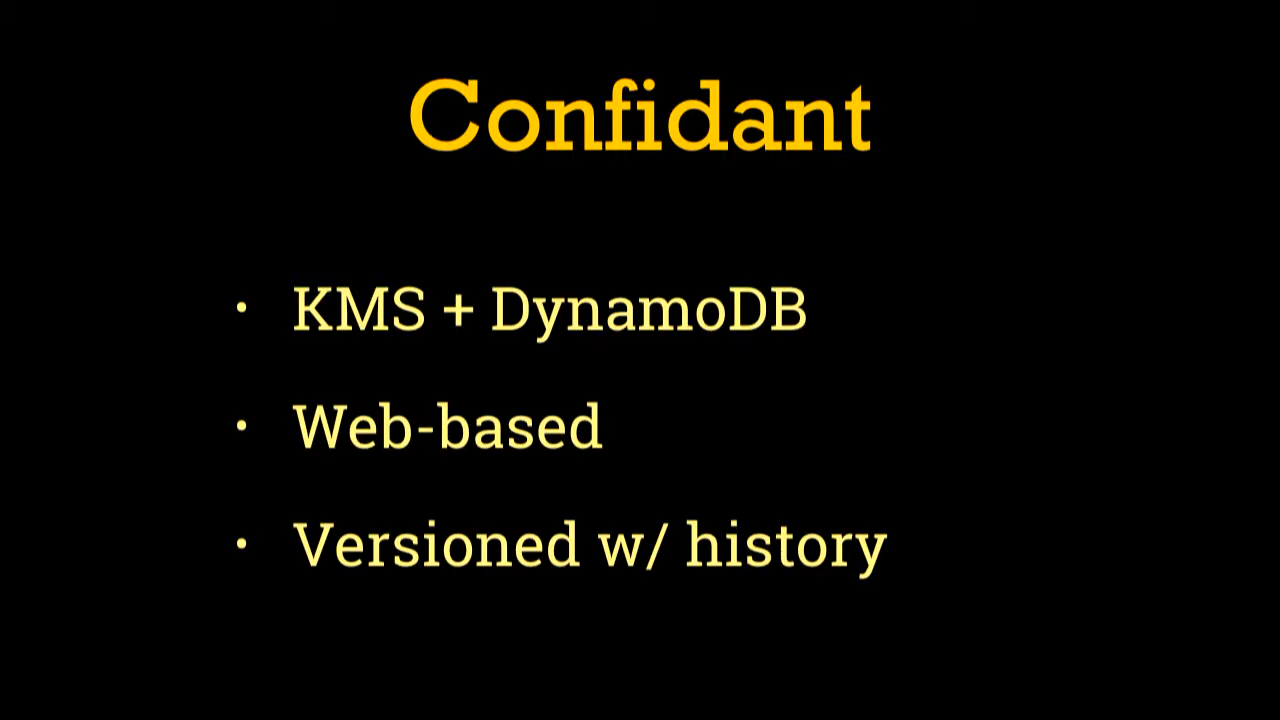 Confidant
· KMS + DynamoDB
· Web-based
· Versioned w/ history